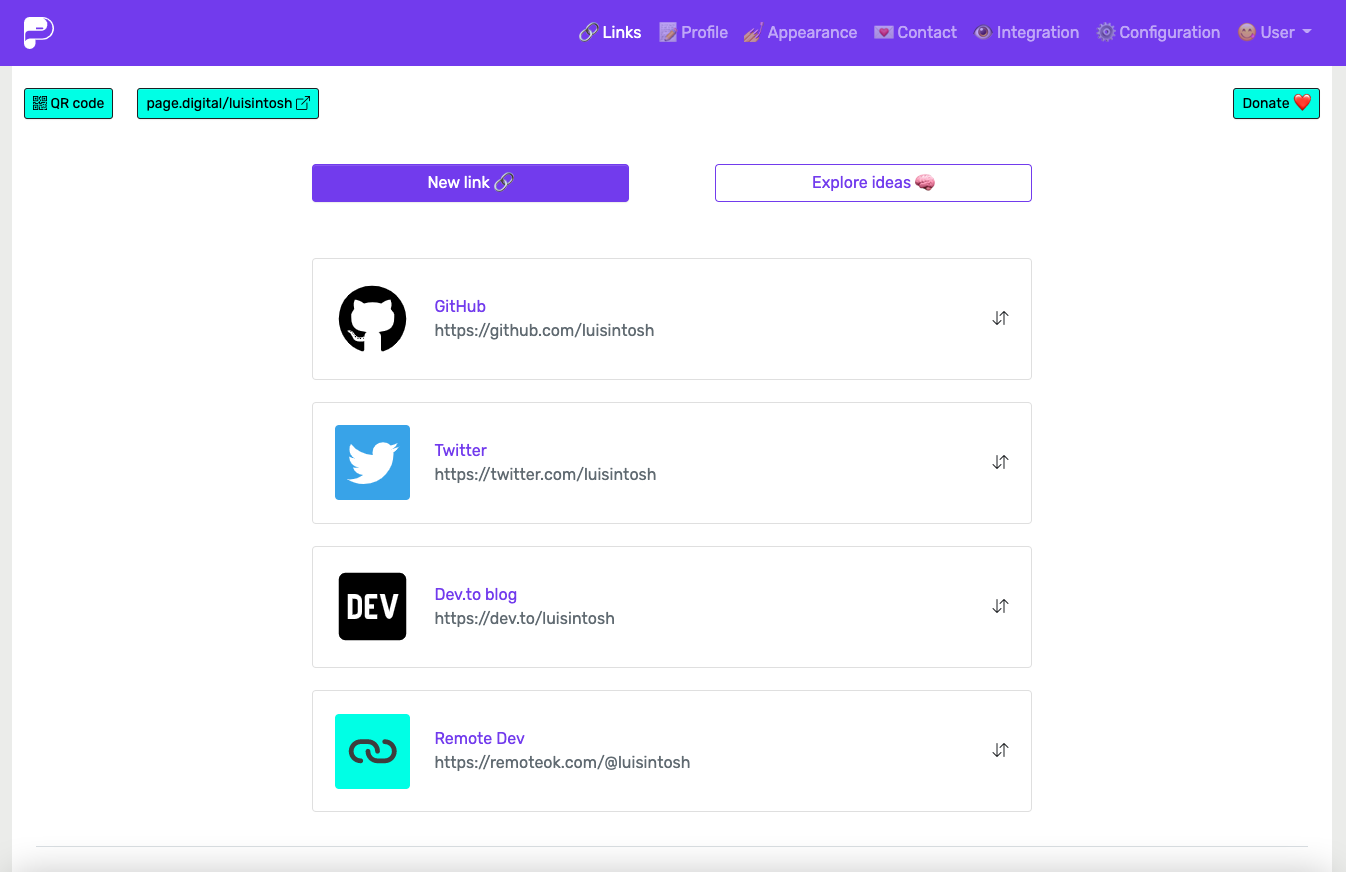 Links Profile Appearance Contact Integration Configuration User
QR code page.digital/luisintosh Donate
New link Explore ideas
GitHub
https://github.com/luisintosh
Twitter
https://twitter.com/luisintosh
DEV
Dev.to blog
https://dev.to/luisintosh
Remote Dev
https://remoteok.com/@luisintosh